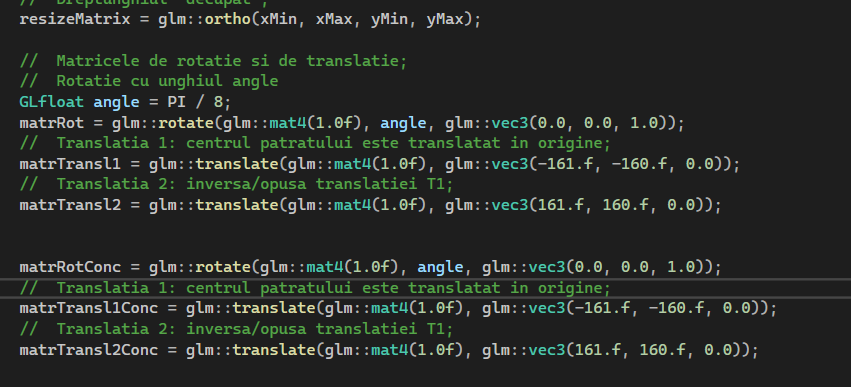 // Dreptunghiul "decupat";
resizeMatrix = glm::ortho(xMin, xMax, yMin, yMax);
// Matricele de rotatie si de translatie;
// Rotatie cu unghiul angle
GLfloat angle = PI / 8;
matrRot = glm::rotate(glm::mat4(1.0f), angle, glm::vec3(0.0, 0.0, 1.0));
// Translatia 1: centrul patratului este translatat in origine;
matrTransl1 = glm::translate(glm::mat4(1.0f), glm::vec3(-161.f, -160.f, 0.0));
// Translatia 2: inversa/opusa translatiei T1;
matrTransl2 = glm::translate(glm::mat4(1.0f), glm::vec3(161.f, 160.f, 0.0));
matrRotConc = glm::rotate(glm::mat4(1.0f), angle, glm::vec3(0.0, 0.0, 1.0));
// Translatia 1: centrul patratului este translatat in origine;
matrTransl1Conc = glm::translate(glm::mat4(1.0f), glm::vec3(-161.f, -160.f, 0.0));
// Translatia 2: inversa/opusa translatiei T1;
matrTransl2Conc = glm::translate(glm::mat4(1.0f), glm::vec3(161.f, 160.f, 0.0));